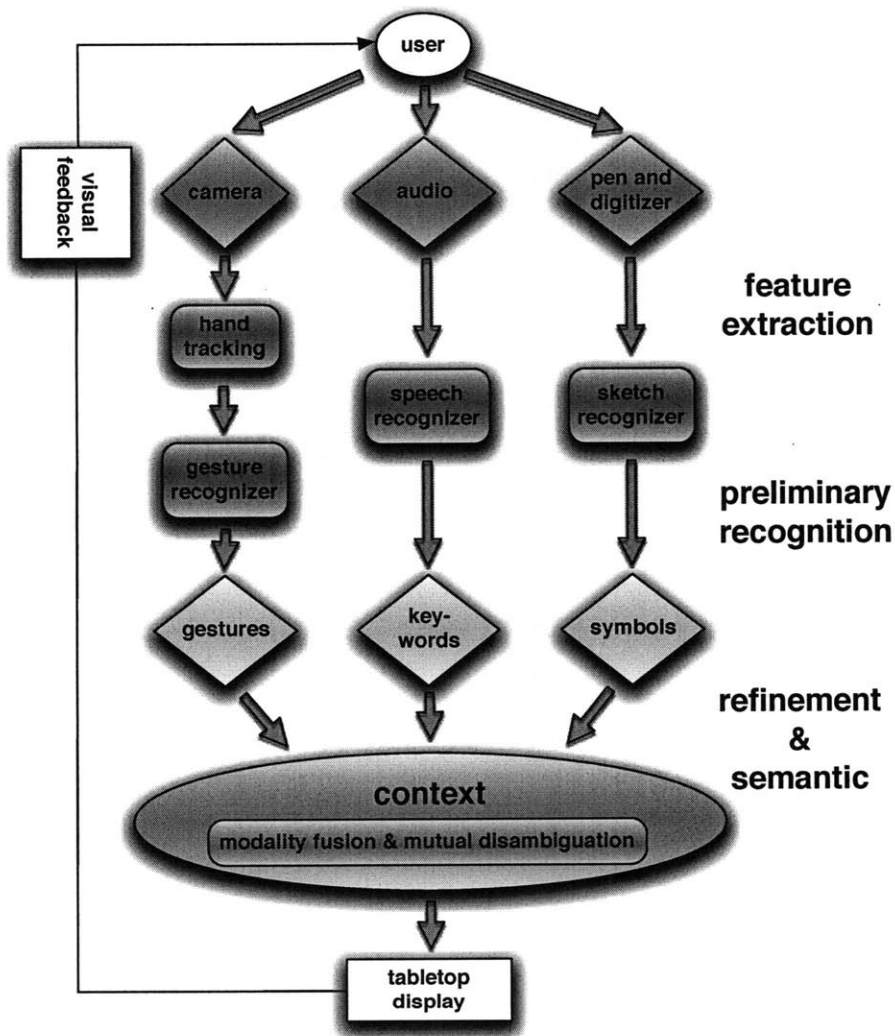 user
visual
feedback
camera
audio
pen and
digitizer
feature
extraction
hand
tracking
speech
recognizer
sketch
recognizer
gesture
recognizer
preliminary
recognition
gestures
key-
words
symbols
refinement
&
semantic
context
modality fusion & mutual disambiguation
tabletop
display